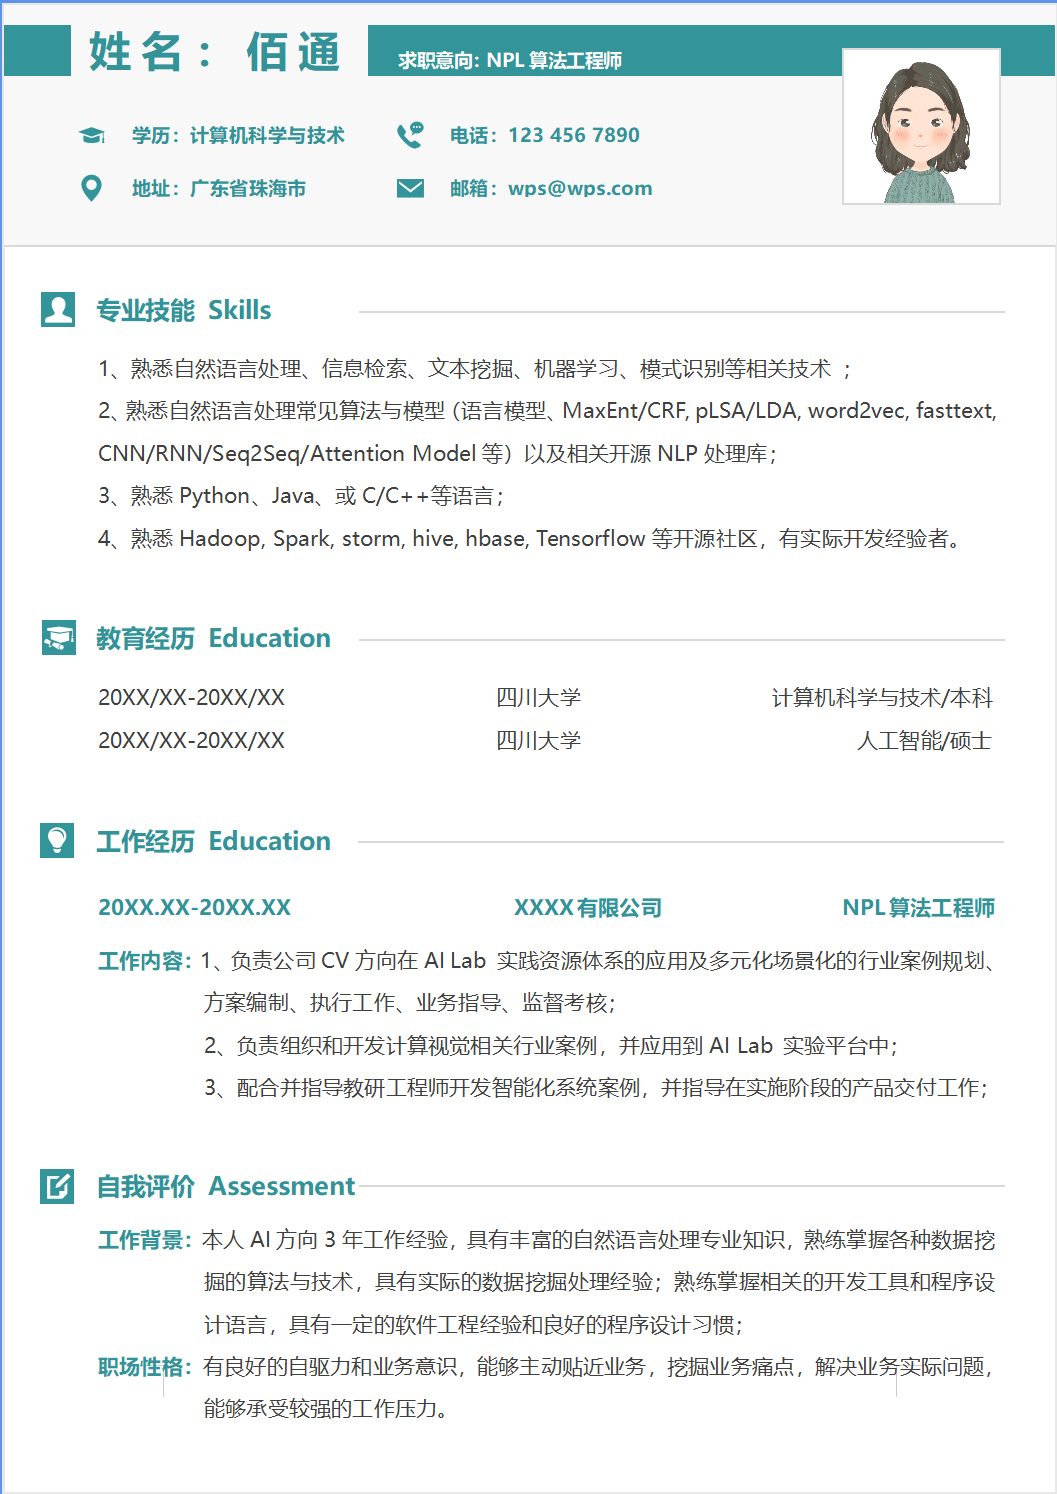 姓名：佰通
求职意向: NPL 算法工程师
学历：计算机科学与技术
电话：123 456 7890
地址：广东省珠海市
邮箱：wps@wps.com
专业技能 Skills
1、熟悉自然语言处理、信息检索、文本挖掘、机器学习、模式识别等相关技术 ；
2、熟悉自然语言处理常见算法与模型（语言模型、MaxEnt/CRF, pLSA/LDA, word2vec, fasttext,
CNN/RNN/Seq2Seq/Attention Model 等）以及相关开源 NLP 处理库；
3、熟悉 Python、Java、或 C/C++等语言；
4、熟悉 Hadoop, Spark, storm, hive, hbase, Tensorflow 等开源社区，有实际开发经验者。
教育经历 Education
20XX/XX-20XX/XX 四川大学 计算机科学与技术/本科
20XX/XX-20XX/XX 四川大学 人工智能/硕士
工作经历 Education
20XX.XX-20XX.XX XXXX有限公司 NPL算法工程师
工作内容：1、负责公司 CV 方向在 AI Lab 实践资源体系的应用及多元化场景化的行业案例规划、
方案编制、执行工作、业务指导、监督考核；
2、负责组织和开发计算视觉相关行业案例，并应用到 AI Lab 实验平台中；
3、配合并指导教研工程师开发智能化系统案例，并指导在实施阶段的产品交付工作；
自我评价 Assessment
工作背景：本人 AI 方向 3 年工作经验，具有丰富的自然语言处理专业知识，熟练掌握各种数据挖
掘的算法与技术，具有实际的数据挖掘处理经验；熟练掌握相关的开发工具和程序设
计语言，具有一定的软件工程经验和良好的程序设计习惯；
职场性格：有良好的自驱力和业务意识，能够主动贴近业务，挖掘业务痛点，解决业务实际问题，
能够承受较强的工作压力。